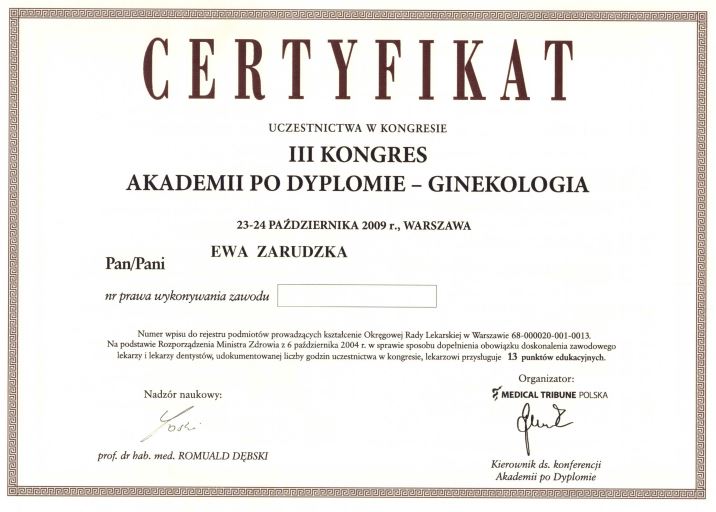 CERTYFIKAT
UCZESTNICTWA W KONGRESIE
III KONGRES
AKADEMII PO DYPLOMIE – GINEKOLOGIA
23-24 PAŹDZIERNIKA 2009 r., WARSZAWA
EWA ZARUDZKA
Pan/Pani
nr prawa wykonywania zawodu
Numer wpisu do rejestru podmiotów prowadzących kształcenie Okręgowej Rady Lekarskiej w Warszawie 68-000020-001-0013.
Na podstawie Rozporządzenia Ministra Zdrowia z 6 października 2004 r. w sprawie sposobu dopełnienia obowiązku doskonalenia zawodowego
lekarzy i lekarzy dentystów, udokumentowanej liczby godzin uczestnictwa w kongresie, lekarzowi przysługuje 13 punktów edukacyjnych.
Nadzór naukowy:
prof. dr hab. med. ROMUALD DĘBSKI
Organizator:
MEDICAL TRIBUNE POLSKA
Kierownik ds. konferencji
Akademii po Dyplomie